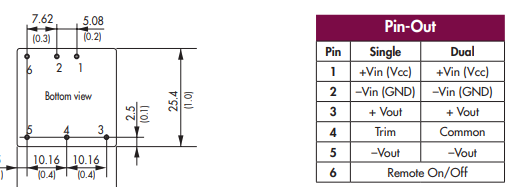 7.62
5.08
(0.3)
(0.2)
6
2
1
Bottom view
2.5
(0.1)
25.4
(1.0)
5
4
3
10.16
10.16
(0.4)
(0.4)
Pin-Out
Pin Single Dual
1 +Vin (Vcc) +Vin (Vcc)
2 –Vin (GND) –Vin (GND)
3 + Vout + Vout
4 Trim Common
5 –Vout –Vout
6 Remote On/Off